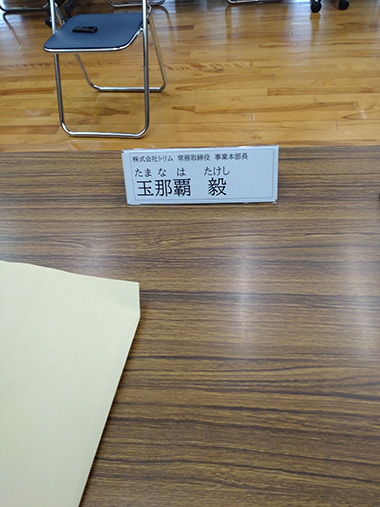 株式会社トリム 常務取締役 事業本部長
たま な は たけし
玉那覇 毅